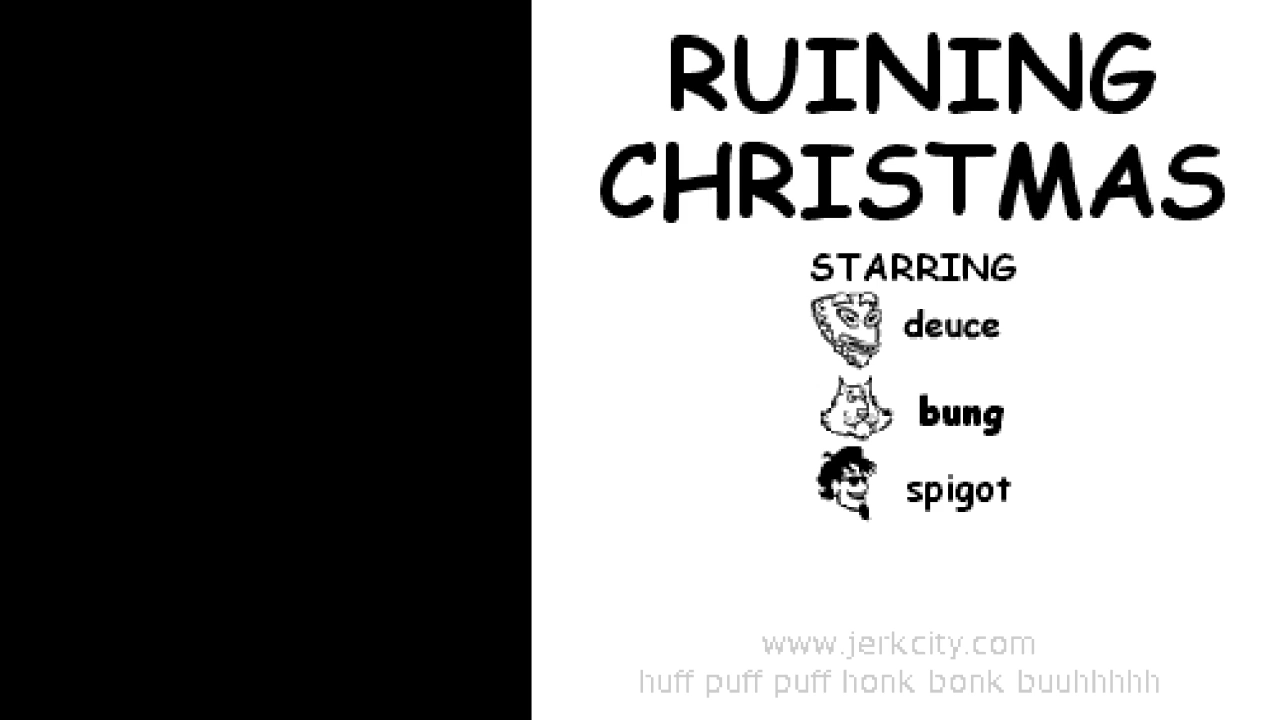 RUINING
CHRISTMAS
STARRING
deuce
bung
spigot
www.jerkcity.com
huff puff puff honk bonk buuhhhhh